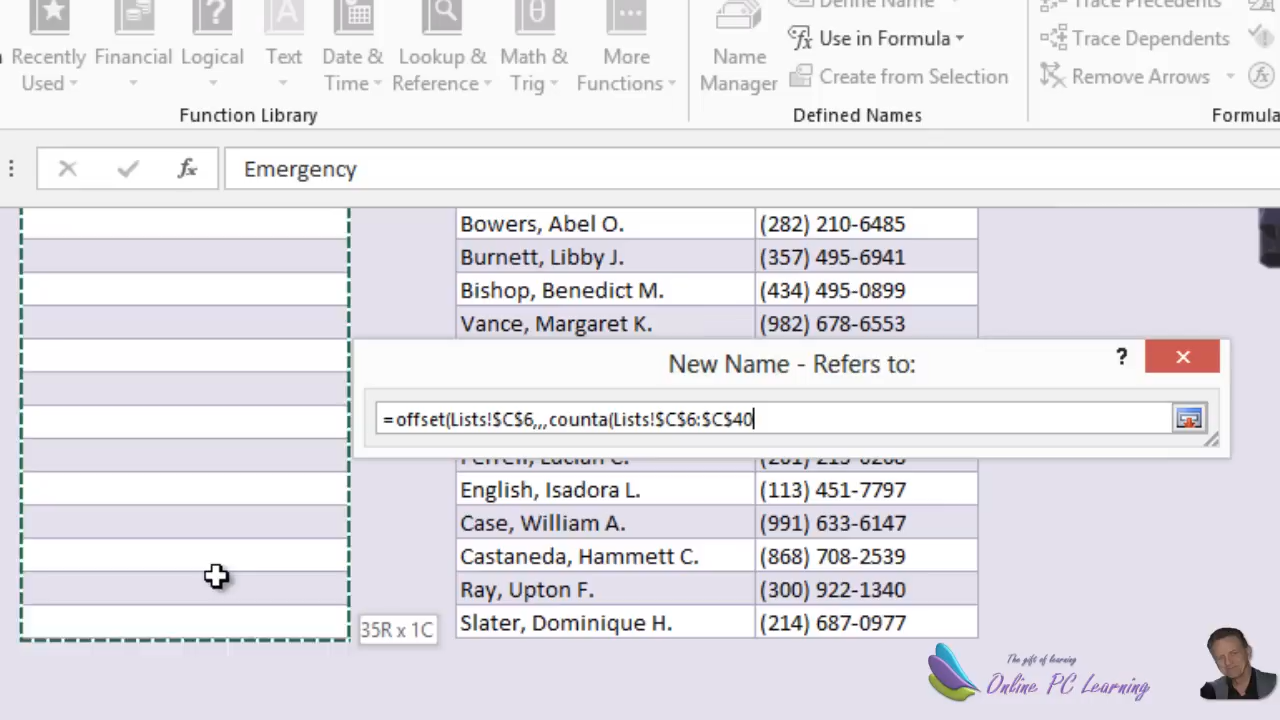 Define Name
Trace Precedents
Recently Used
Financial
Logical
Text
Date & Time
Lookup & Reference
Math & Trig
More Functions
Name Manager
Use in Formula
Create from Selection
Trace Dependents
Remove Arrows
Function Library
Defined Names
Formula
fx
Emergency
Bowers, Abel O. (282) 210-6485
Burnett, Libby J. (357) 495-6941
Bishop, Benedict M. (434) 495-0899
Vance, Margaret K. (982) 678-6553
New Name - Refers to:
?
=offset(Lists!$C$6,,,counta(Lists!$C$6:$C$40
English, Isadora L. (113) 451-7797
Case, William A. (991) 633-6147
Castaneda, Hammett C. (868) 708-2539
Ray, Upton F. (300) 922-1340
Slater, Dominique H. (214) 687-0977
35R x 1C
The gift of learning
Online PC Learning